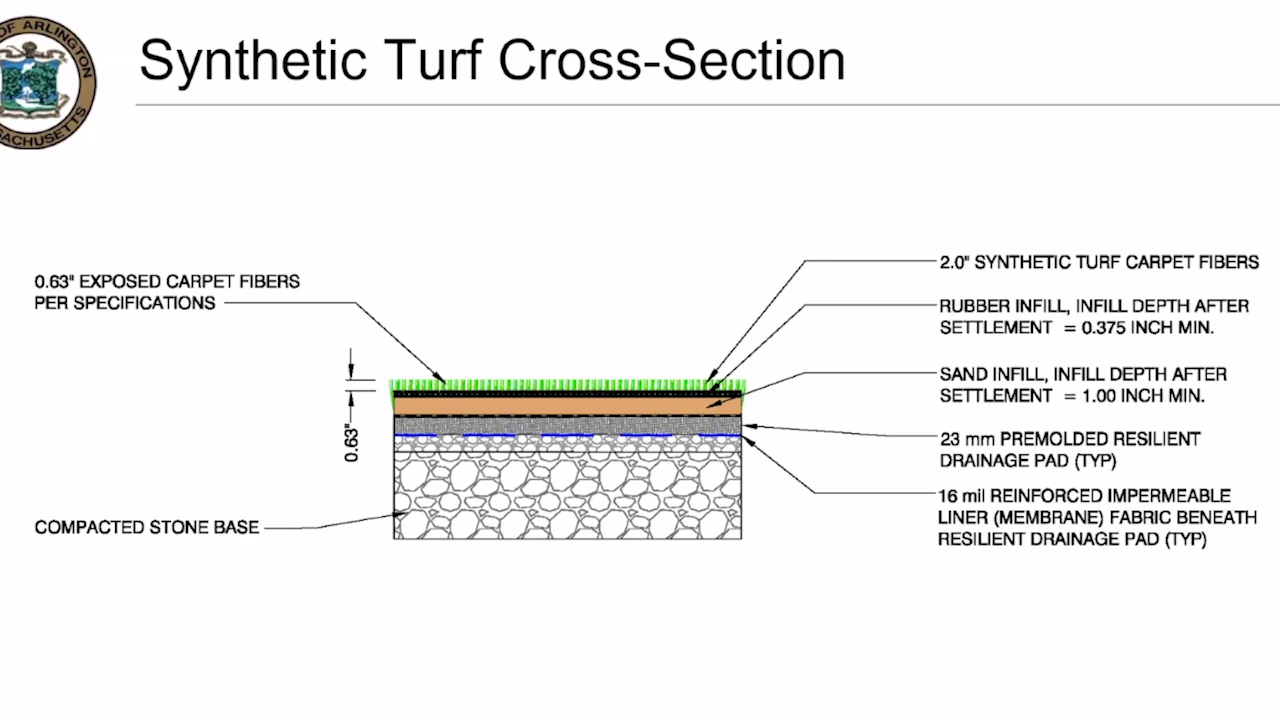 OF ARLINGTON
Synthetic Turf Cross-Section
0.63" EXPOSED CARPET FIBERS
PER SPECIFICATIONS
0.63"
COMPACTED STONE BASE
2.0" SYNTHETIC TURF CARPET FIBERS
RUBBER INFILL, INFILL DEPTH AFTER
SETTLEMENT = 0.375 INCH MIN.
SAND INFILL, INFILL DEPTH AFTER
SETTLEMENT = 1.00 INCH MIN.
23 mm PREMOLDED RESILIENT
DRAINAGE PAD (TYP)
16 mil REINFORCED IMPERMEABLE
LINER (MEMBRANE) FABRIC BENEATH
RESILIENT DRAINAGE PAD (TYP)